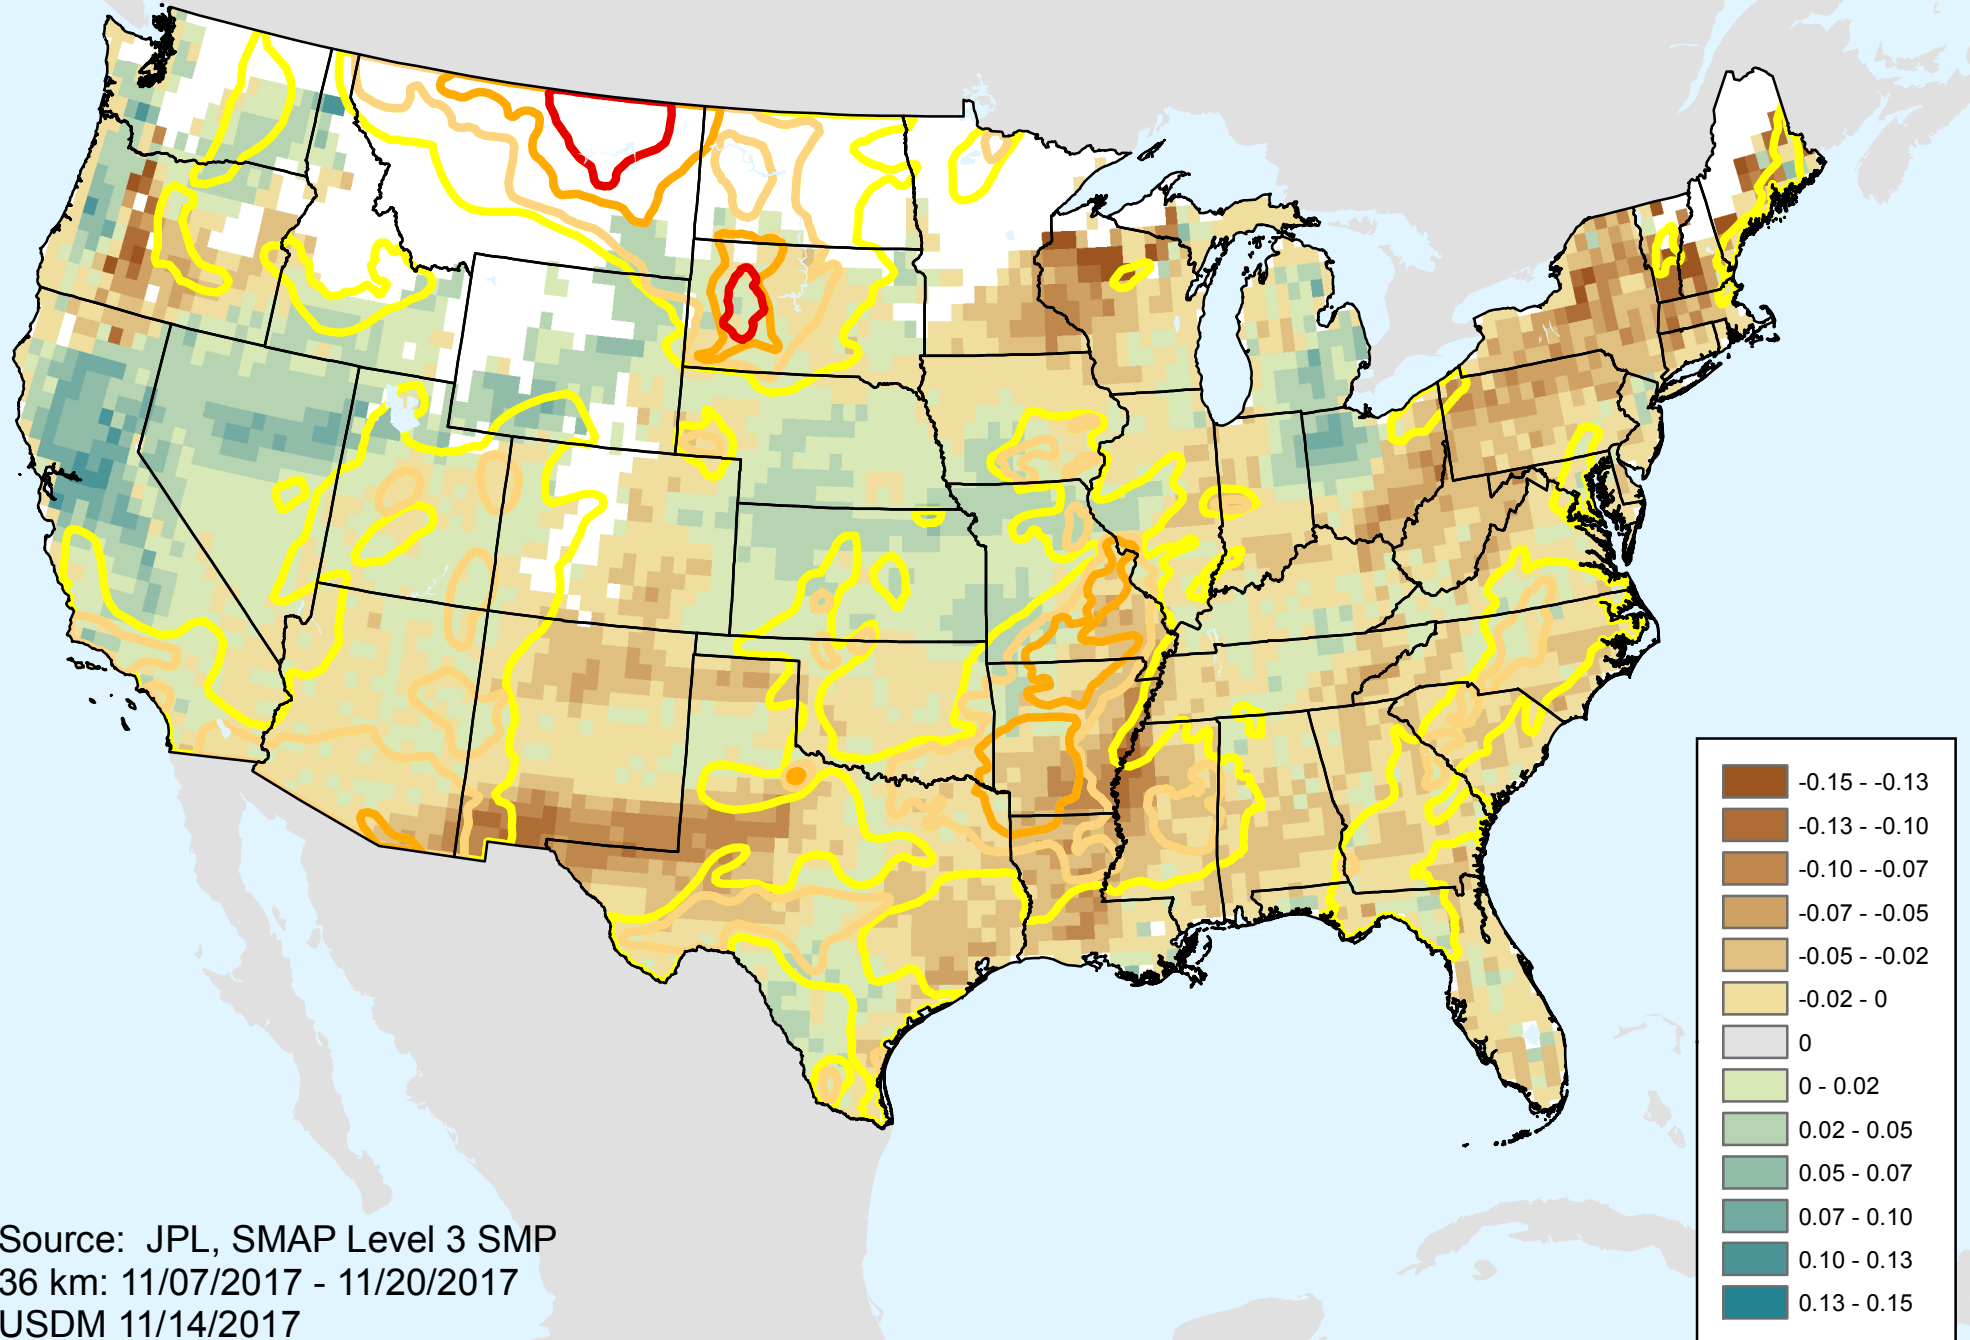 -0.15 - -0.13
-0.13 - -0.10
-0.10 - -0.07
-0.07 - -0.05
-0.05 - -0.02
-0.02 - 0
0
0 - 0.02
0.02 - 0.05
0.05 - 0.07
0.07 - 0.10
0.10 - 0.13
0.13 - 0.15
Source: JPL, SMAP Level 3 SMP
36 km: 11/07/2017 - 11/20/2017
USDM 11/14/2017